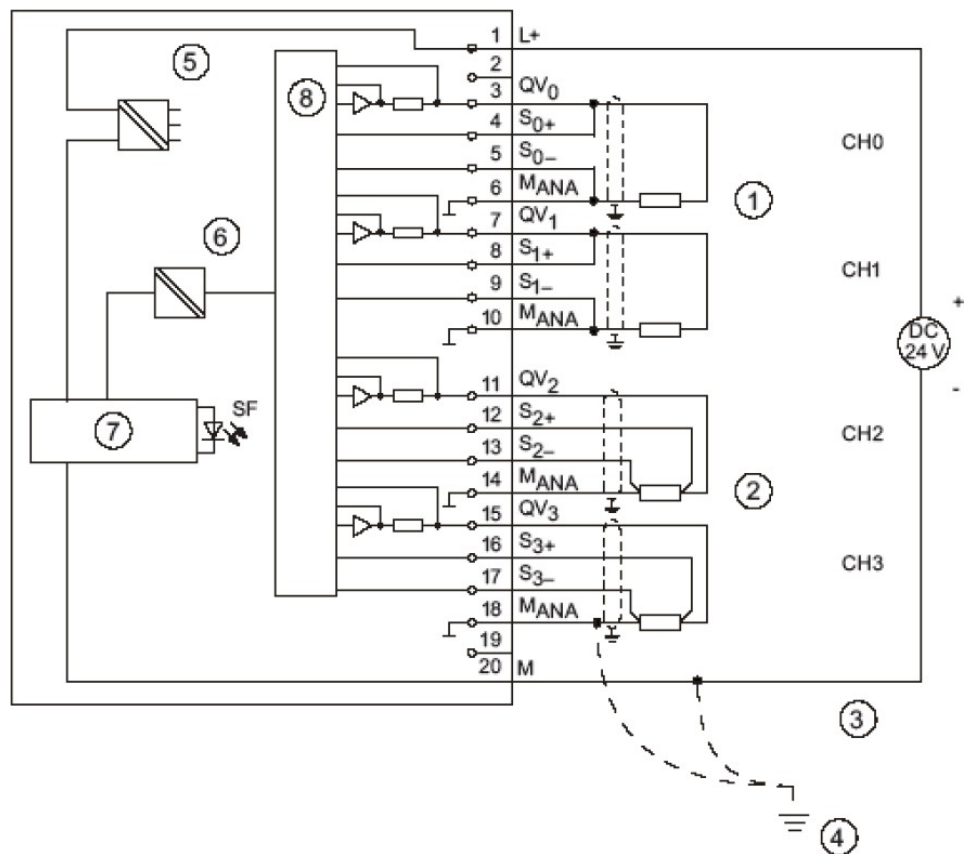 1 L+
2
3 QV0
4 S0+
5 S0–
6 MANA
7 QV1
8 S1+
9 S1–
10 MANA
11 QV2
12 S2+
13 S2–
14 MANA
15 QV3
16 S3+
17 S3–
18 MANA
19
20 M
5
8
6
7
SF
CH0
1
CH1
+
DC
24 V
-
CH2
2
CH3
3
4